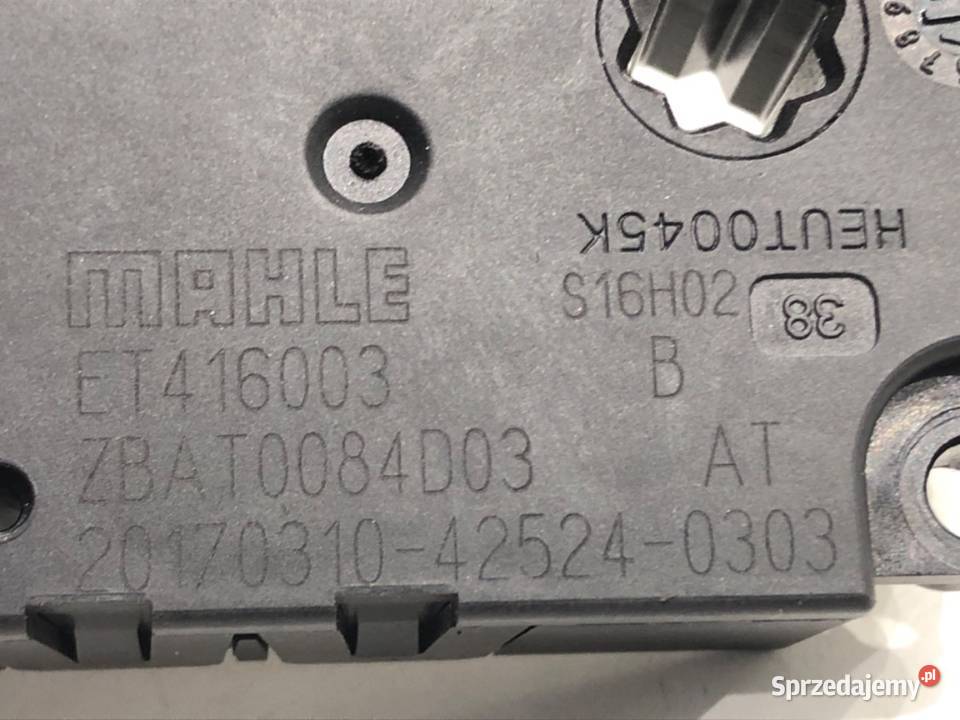 HEUT0045K
MAHLE
S16H02
38
ET416003
B
ZBAT0084D03
AT
20170310-42524-0303
Sprzedajemy.pl